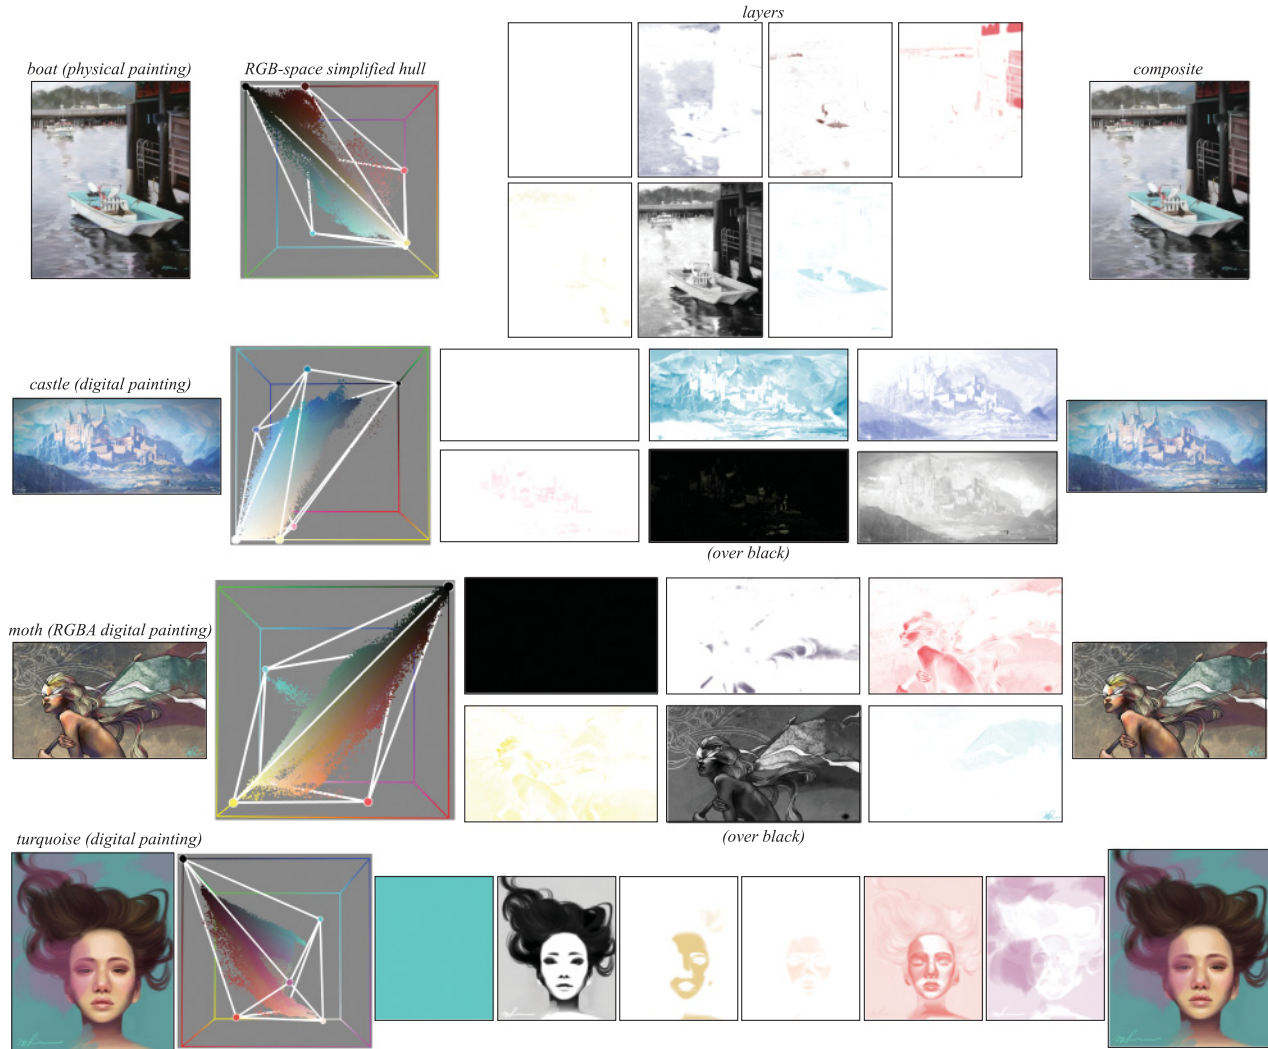 layers
boat (physical painting)
RGB-space simplified hull
composite
castle (digital painting)
(over black)
moth (RGBA digital painting)
(over black)
turquoise (digital painting)